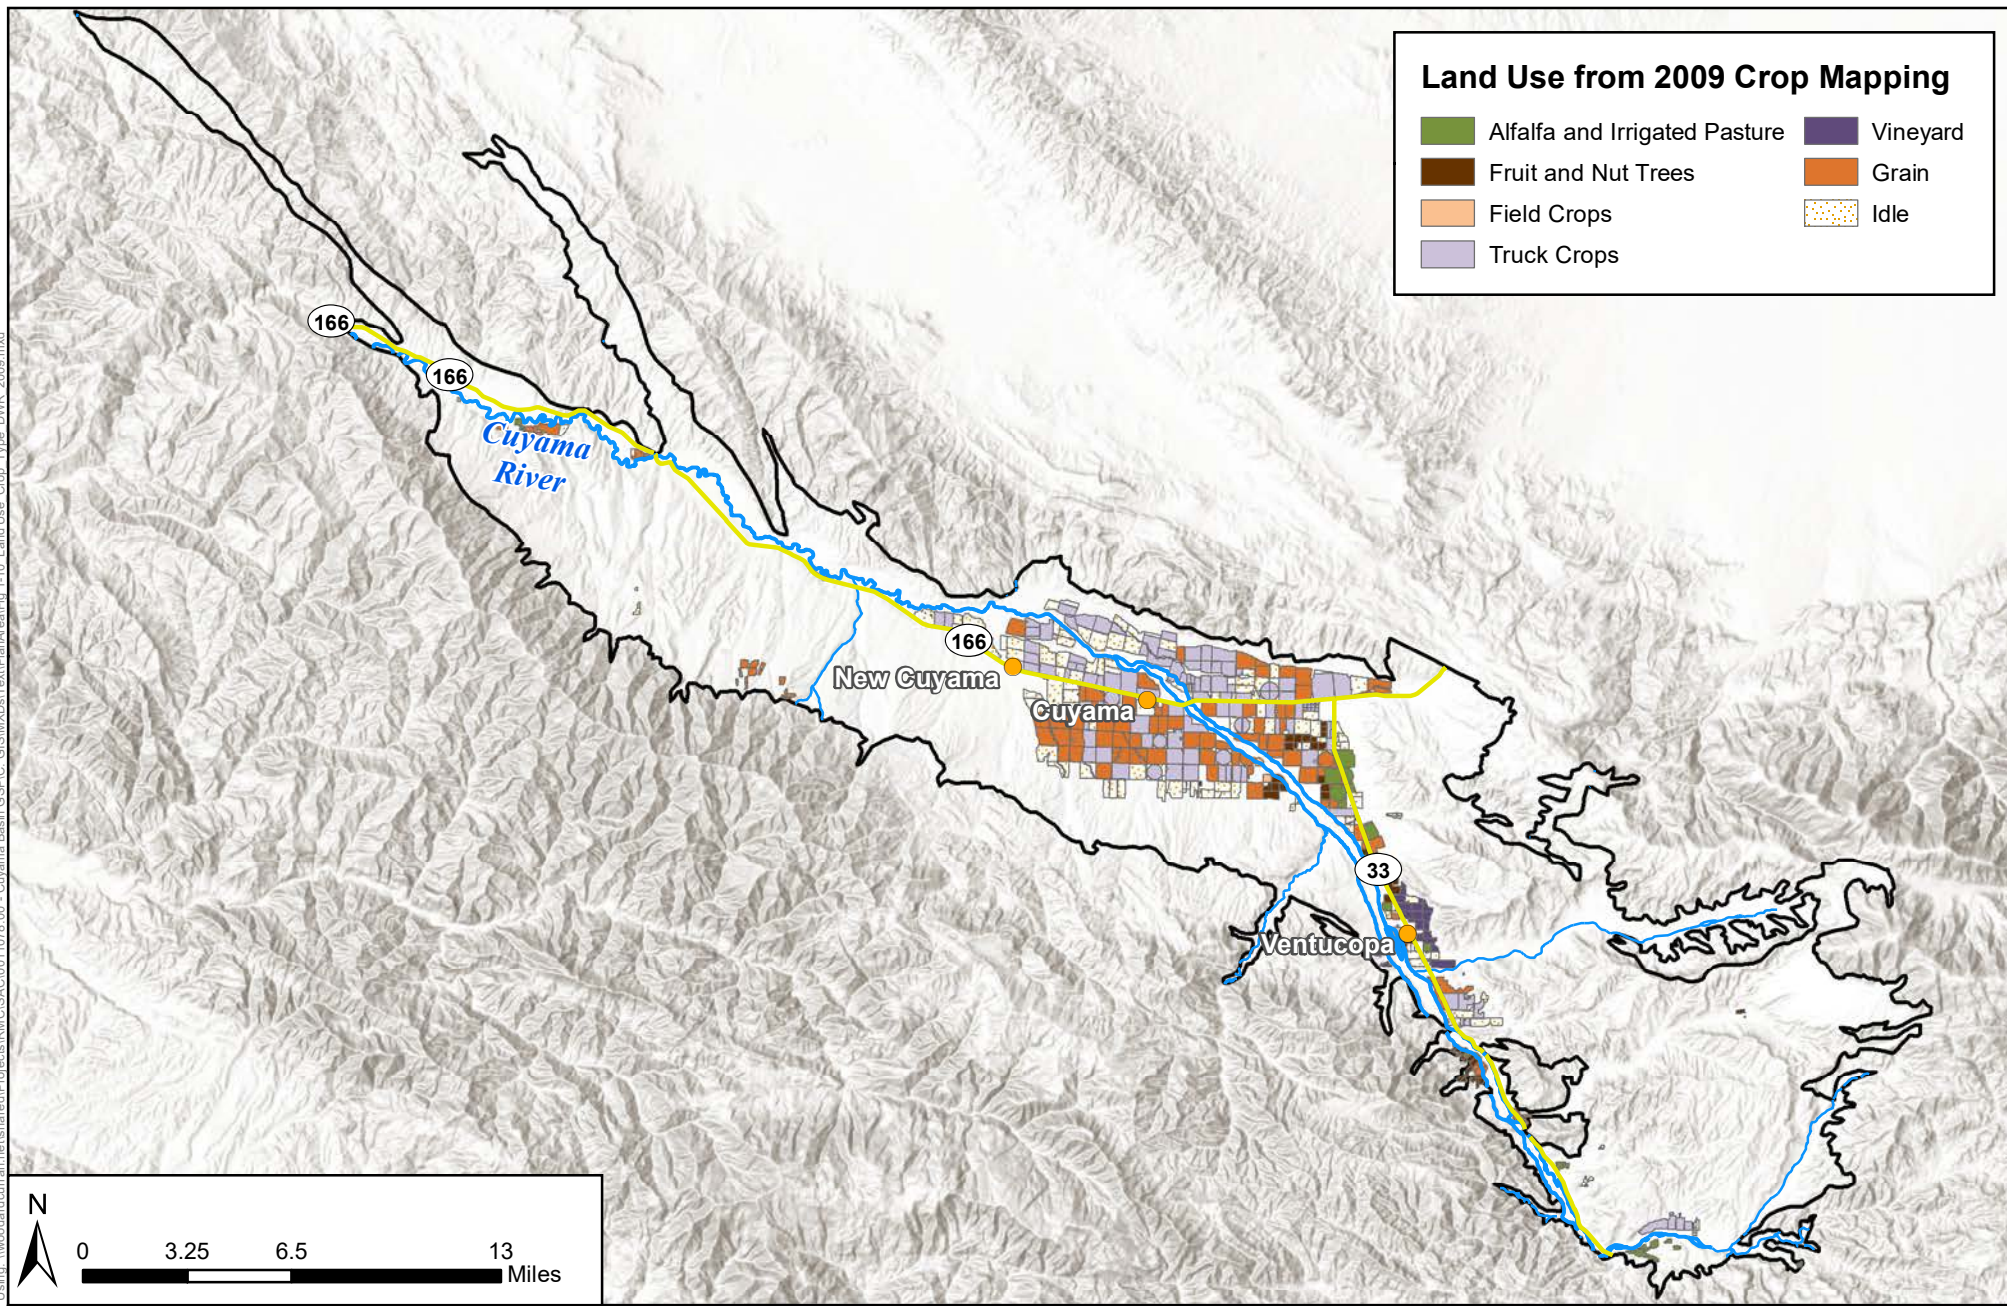 Land Use from 2009 Crop Mapping
Alfalfa and Irrigated Pasture
Vineyard
Fruit and Nut Trees
Grain
Field Crops
Idle
Truck Crops
166
166
Cuyama
River
166
New Cuyama
Cuyama
33
Ventucopa
N
0 3.25 6.5 13
Miles